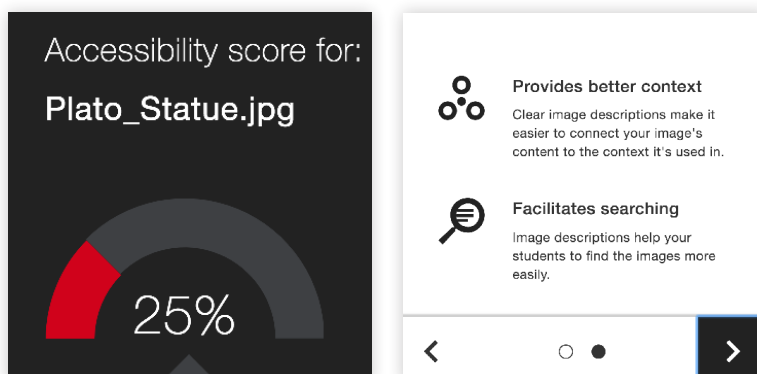 Accessibility score for:
Plato_Statue.jpg
25%
Provides better context
Clear image descriptions make it
easier to connect your image's
content to the context it's used in.
Facilitates searching
Image descriptions help your
students to find the images more
easily.